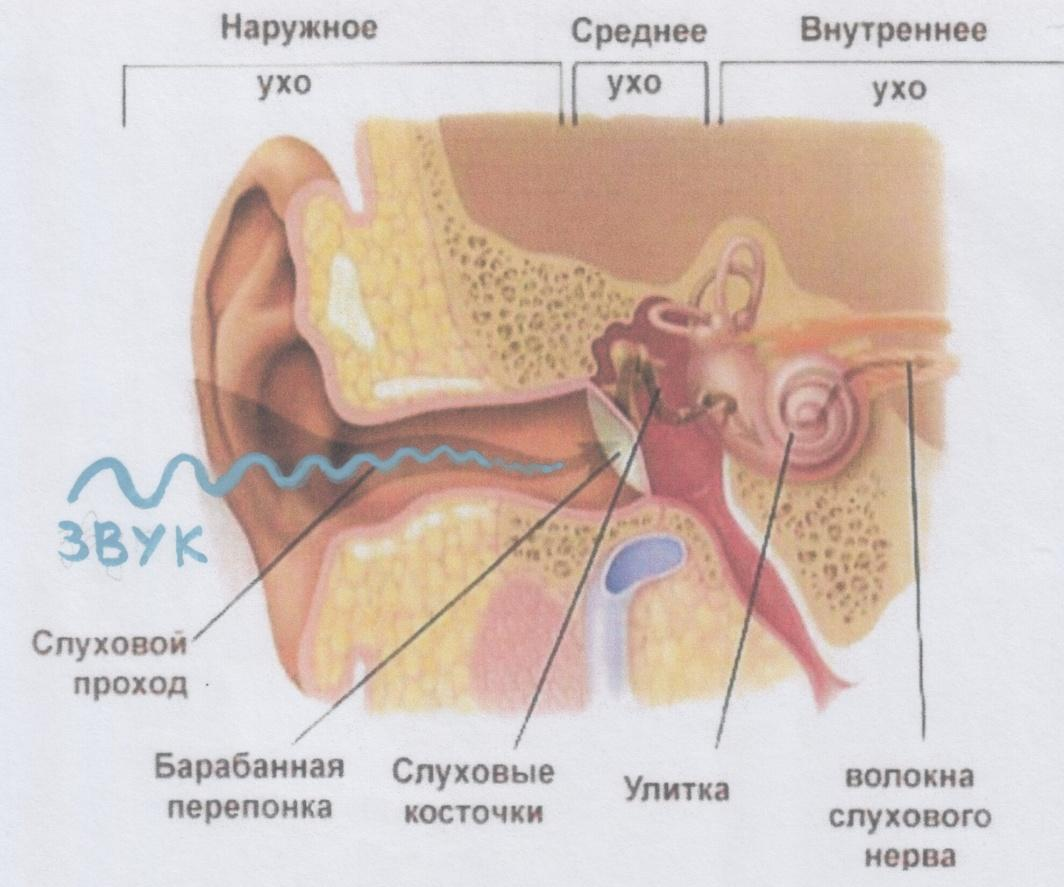 Наружное
ухо
Среднее
ухо
Внутреннее
ухо
ЗВУК
Слуховой
проход
Барабанная
перепонка
Слуховые
косточки
Улитка
волокна
слухового
нерва